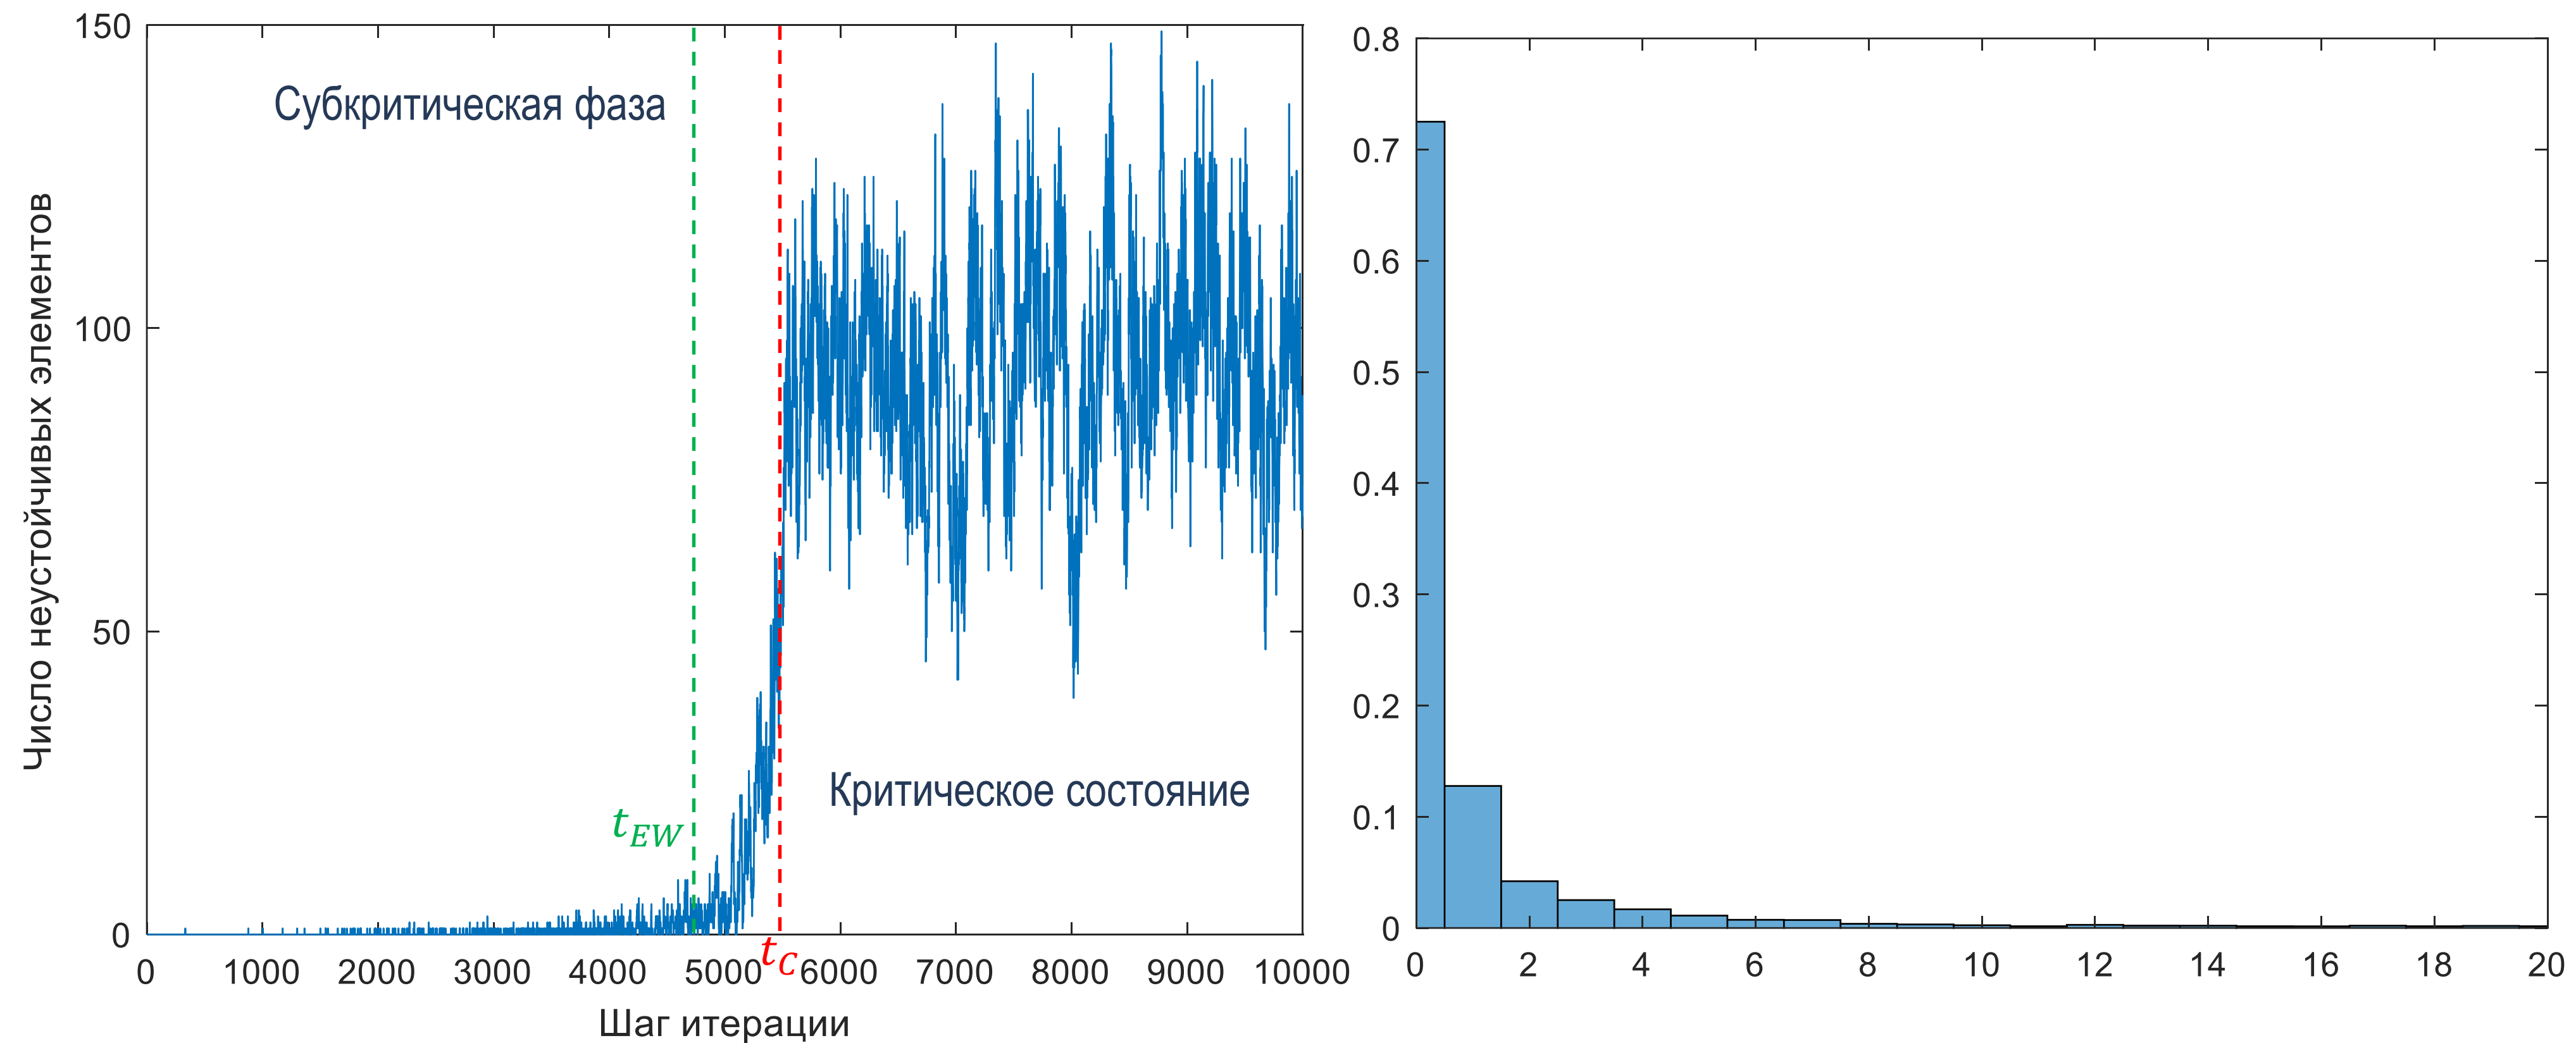 150
100
50
0
Число неустойчивых элементов
Субкритическая фаза
Критическое состояние
t_EW
t_C
0 1000 2000 3000 4000 5000 6000 7000 8000 9000 10000
Шаг итерации
0.8
0.7
0.6
0.5
0.4
0.3
0.2
0.1
0
0 2 4 6 8 10 12 14 16 18 20